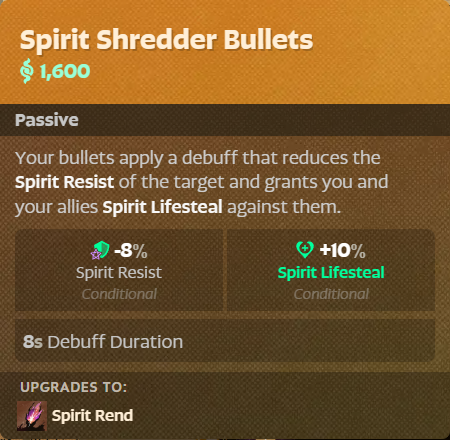 Spirit Shredder Bullets
1,600
Passive
Your bullets apply a debuff that reduces the
Spirit Resist of the target and grants you and
your allies Spirit Lifesteal against them.
-8%
Spirit Resist
Conditional
+10%
Spirit Lifesteal
Conditional
8s Debuff Duration
UPGRADES TO:
Spirit Rend